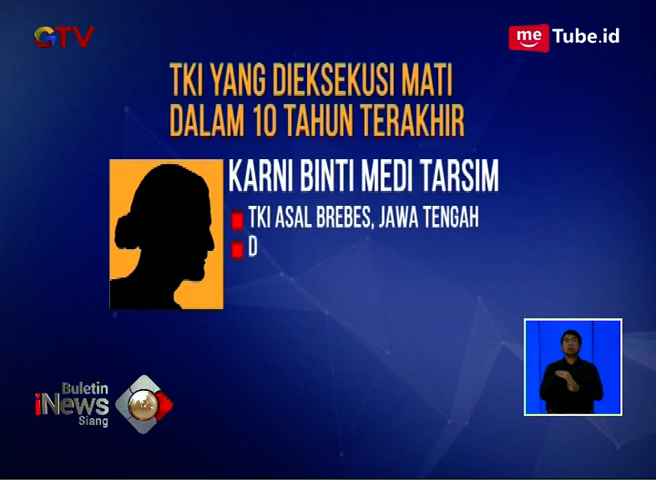 GTV
me Tube.id
TKI YANG DIEKSEKUSI MATI
DALAM 10 TAHUN TERAKHIR
KARNI BINTI MEDI TARSIM
TKI ASAL BREBES, JAWA TENGAH
D
Buletin
iNews
Siang